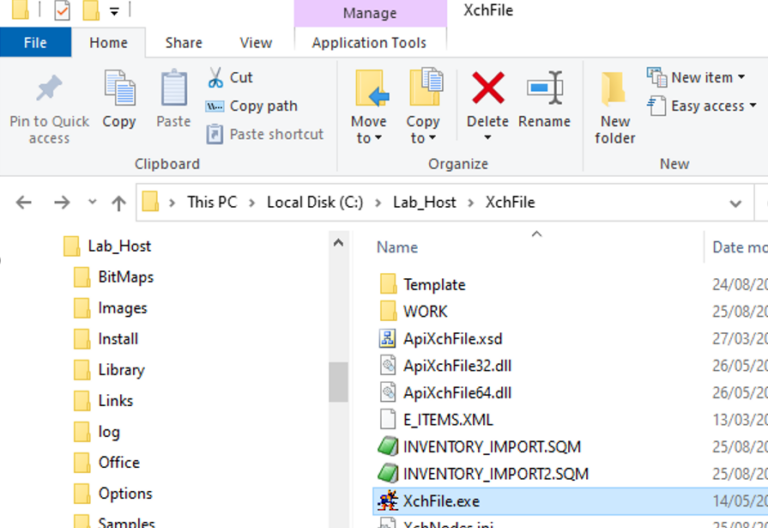 Manage
XchFile
File
Home
Share
View
Application Tools
Pin to Quick access
Copy
Paste
Cut
Copy path
Paste shortcut
Clipboard
Move to
Copy to
Delete
Rename
Organize
New folder
New item
Easy access
New
This PC > Local Disk (C:) > Lab_Host > XchFile
Lab_Host
BitMaps
Images
Install
Library
Links
log
Office
Options
Samples
Name
Date mo
Template 24/08/20
WORK 25/08/20
ApiXchFile.xsd 27/03/20
ApiXchFile32.dll 26/05/20
ApiXchFile64.dll 26/05/20
E_ITEMS.XML 13/03/20
INVENTORY_IMPORT.SQM 25/08/20
INVENTORY_IMPORT2.SQM 25/08/20
XchFile.exe 14/05/20
XchNodes.ini 25/08/20